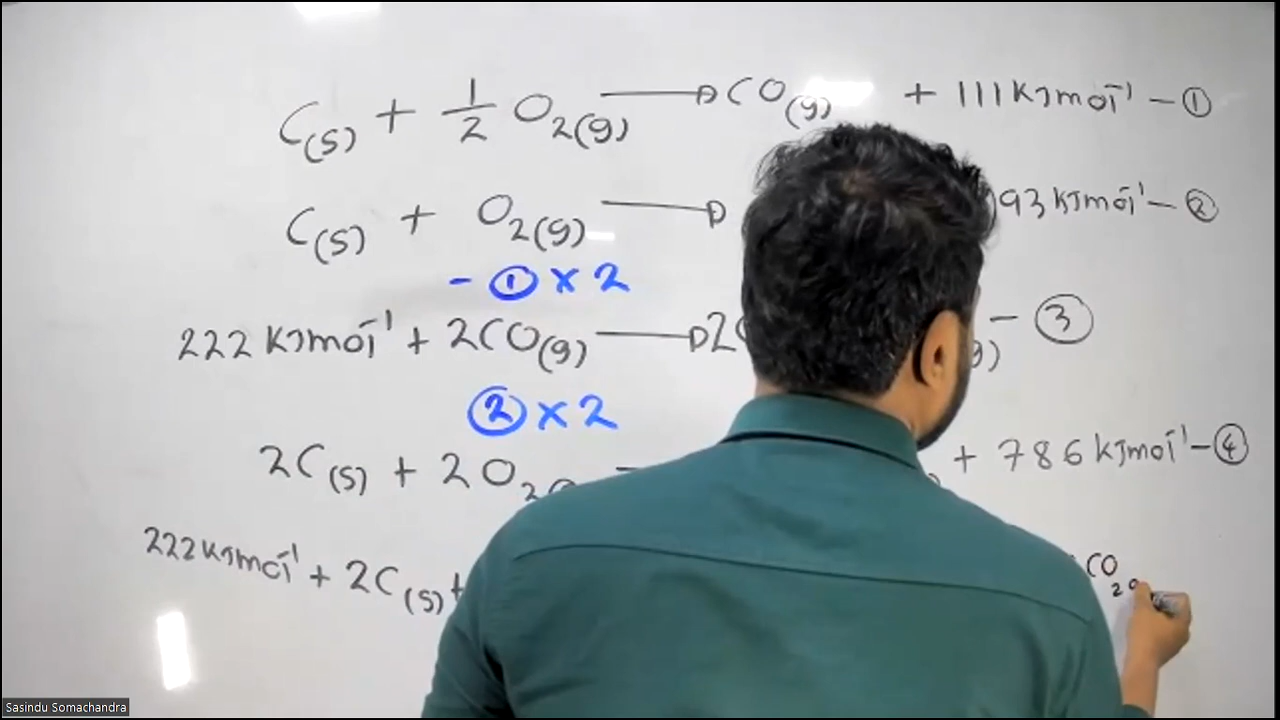 C(s) + 1/2 O2(g) → CO(g) + 111 KJmol⁻¹ — ①
C(s) + O2(g) → 93 KJmol⁻¹ — ②
- ① × 2
222 KJmol⁻¹ + 2CO(g) → 2C g) — ③
② × 2
2C(s) + 2O2( + 786 kJmol⁻¹ — ④
222 KJmol⁻¹ + 2C(s) + CO2
Sasindu Somachandra